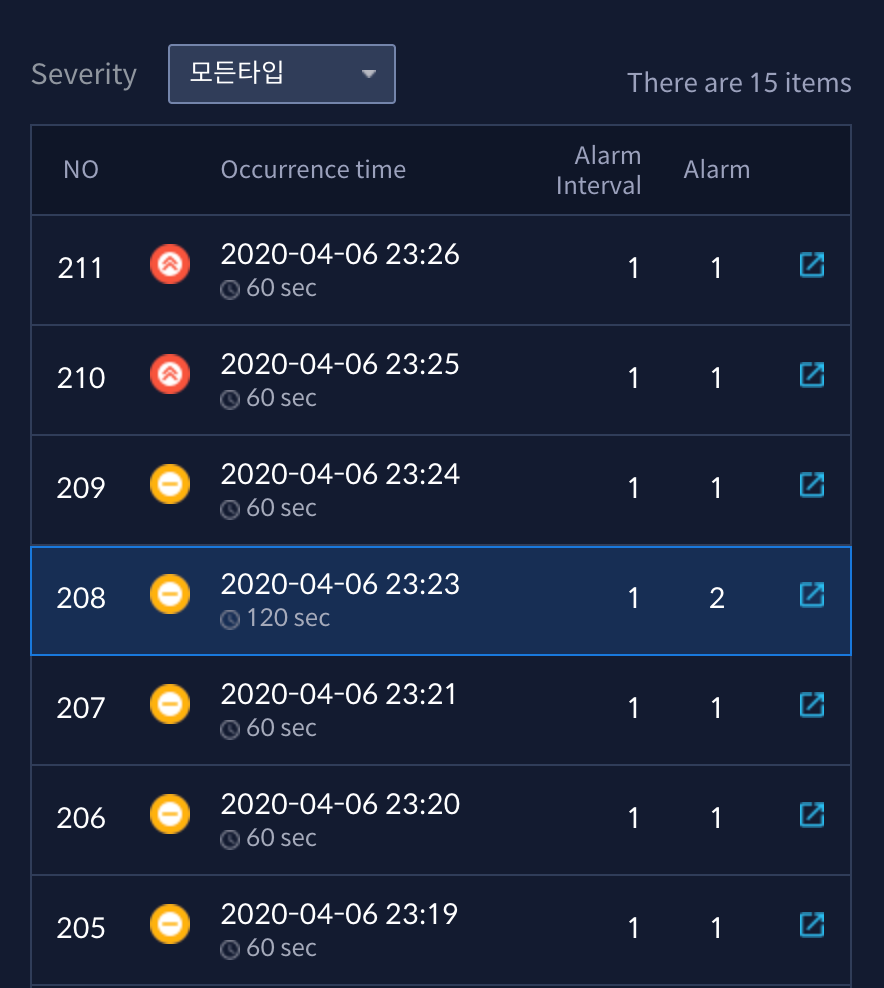 Severity 모든타입
There are 15 items
NO Occurrence time Alarm Interval Alarm
211 2020-04-06 23:26 1 1
60 sec
210 2020-04-06 23:25 1 1
60 sec
209 2020-04-06 23:24 1 1
60 sec
208 2020-04-06 23:23 1 2
120 sec
207 2020-04-06 23:21 1 1
60 sec
206 2020-04-06 23:20 1 1
60 sec
205 2020-04-06 23:19 1 1
60 sec